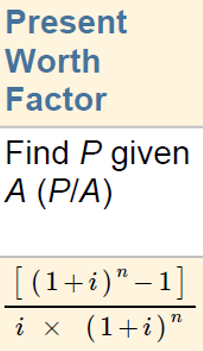 Present
Worth
Factor
Find P given
A (P/A)
[(1+i)ⁿ−1]
i × (1+i)ⁿ